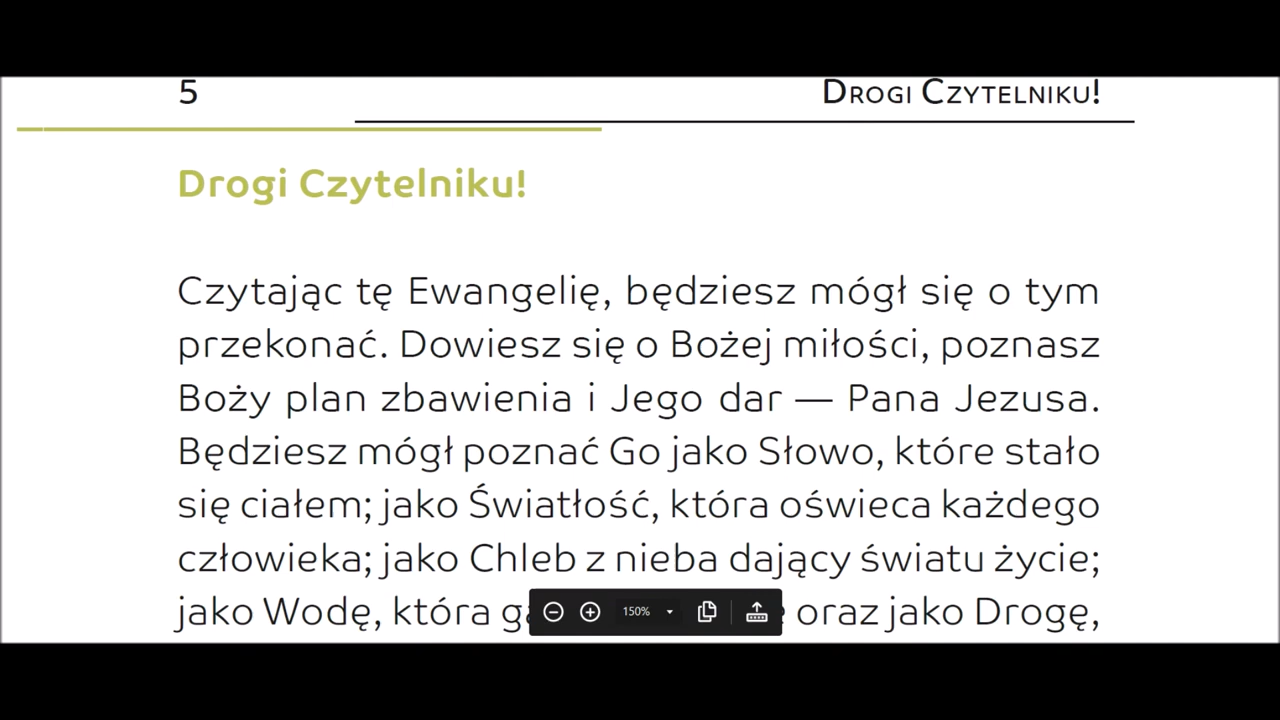 5 Drogi Czytelniku!
Drogi Czytelniku!
Czytając tę Ewangelię, będziesz mógł się o tym
przekonać. Dowiesz się o Bożej miłości, poznasz
Boży plan zbawienia i Jego dar — Pana Jezusa.
Będziesz mógł poznać Go jako Słowo, które stało
się ciałem; jako Światłość, która oświeca każdego
człowieka; jako Chleb z nieba dający światu życie;
jako Wodę, która oraz jako Drogę,
150%